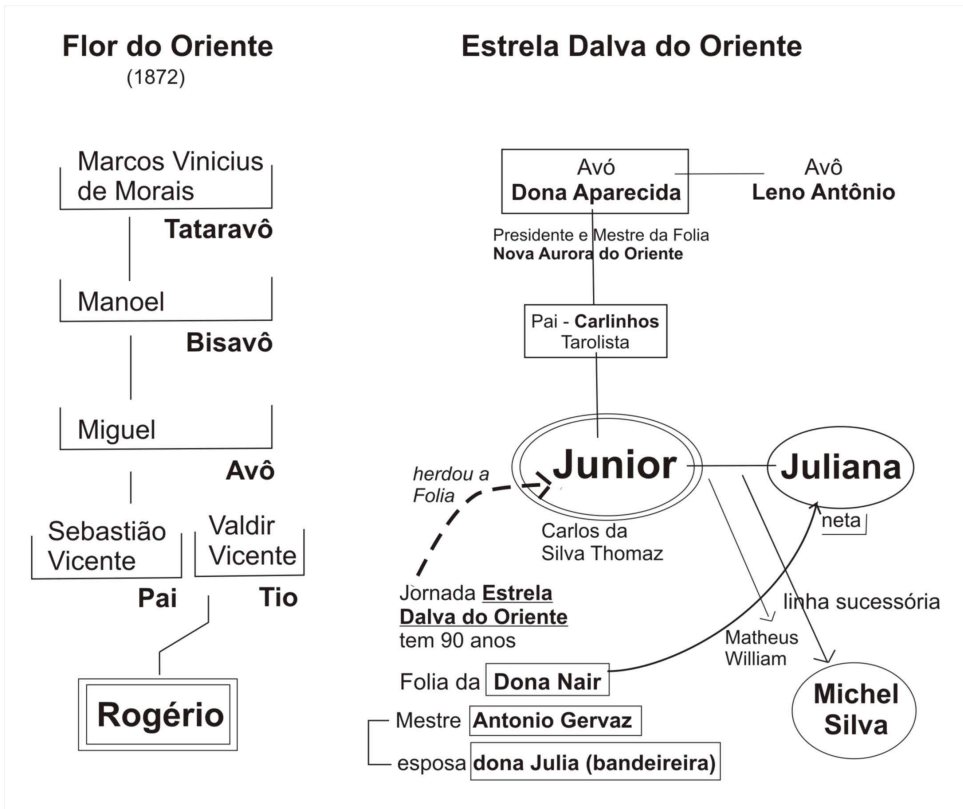 Flor do Oriente
(1872)
Marcos Vinicius
de Morais
Tataravô
Manoel
Bisavô
Miguel
Avô
Sebastião
Vicente
Pai
Valdir
Vicente
Tio
Rogério
Estrela Dalva do Oriente
Avó
Dona Aparecida
Avô
Leno Antônio
Presidente e Mestre da Folia
Nova Aurora do Oriente
Pai - Carlinhos
Tarolista
Junior
Juliana
herdou a
Folia
Carlos da
Silva Thomaz
neta
Jornada Estrela
Dalva do Oriente
tem 90 anos
linha sucessória
Matheus
William
Folia da Dona Nair
Michel
Silva
Mestre Antonio Gervaz
esposa dona Julia (bandeireira)